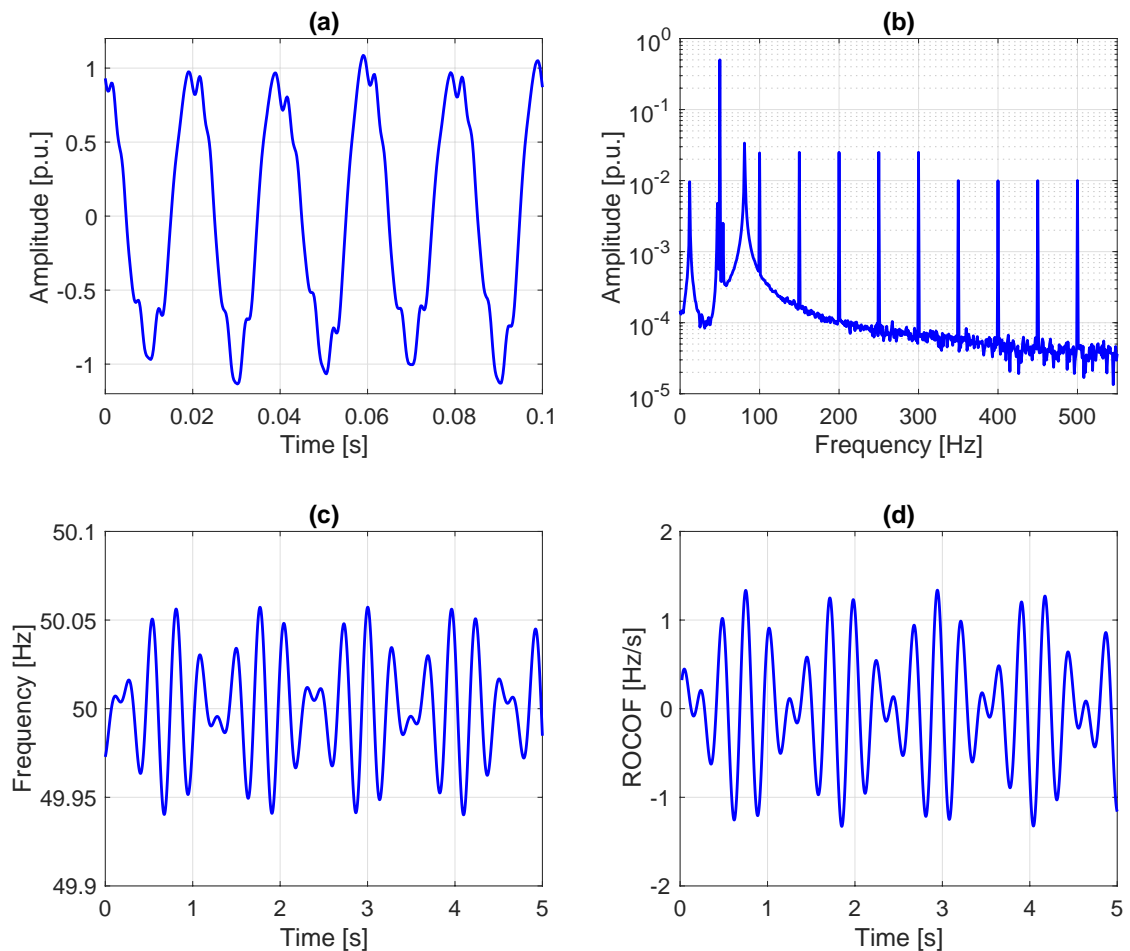 (a)
Amplitude [p.u.]
1
0.5
0
-0.5
-1
0 0.02 0.04 0.06 0.08 0.1
Time [s]
(b)
Amplitude [p.u.]
10^0
10^-1
10^-2
10^-3
10^-4
10^-5
0 100 200 300 400 500
Frequency [Hz]
(c)
Frequency [Hz]
50.1
50.05
50
49.95
49.9
0 1 2 3 4 5
Time [s]
(d)
ROCOF [Hz/s]
2
1
0
-1
-2
0 1 2 3 4 5
Time [s]